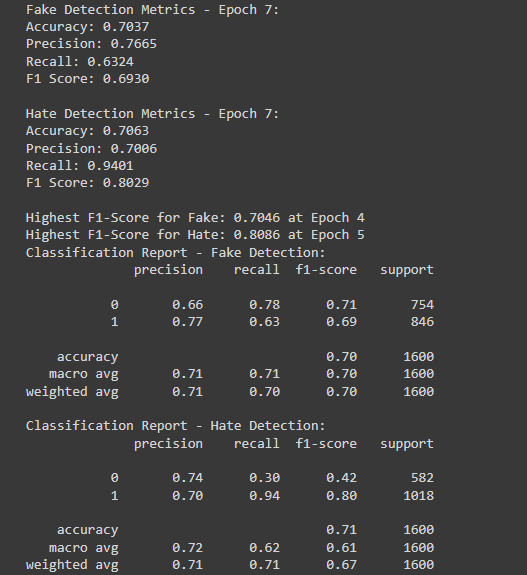 Fake Detection Metrics - Epoch 7:
Accuracy: 0.7037
Precision: 0.7665
Recall: 0.6324
F1 Score: 0.6930
Hate Detection Metrics - Epoch 7:
Accuracy: 0.7063
Precision: 0.7006
Recall: 0.9401
F1 Score: 0.8029
Highest F1-Score for Fake: 0.7046 at Epoch 4
Highest F1-Score for Hate: 0.8086 at Epoch 5
Classification Report - Fake Detection:
precision recall f1-score support
0 0.66 0.78 0.71 754
1 0.77 0.63 0.69 846
accuracy 0.70 1600
macro avg 0.71 0.71 0.70 1600
weighted avg 0.71 0.70 0.70 1600
Classification Report - Hate Detection:
precision recall f1-score support
0 0.74 0.30 0.42 582
1 0.70 0.94 0.80 1018
accuracy 0.71 1600
macro avg 0.72 0.62 0.61 1600
weighted avg 0.71 0.71 0.67 1600